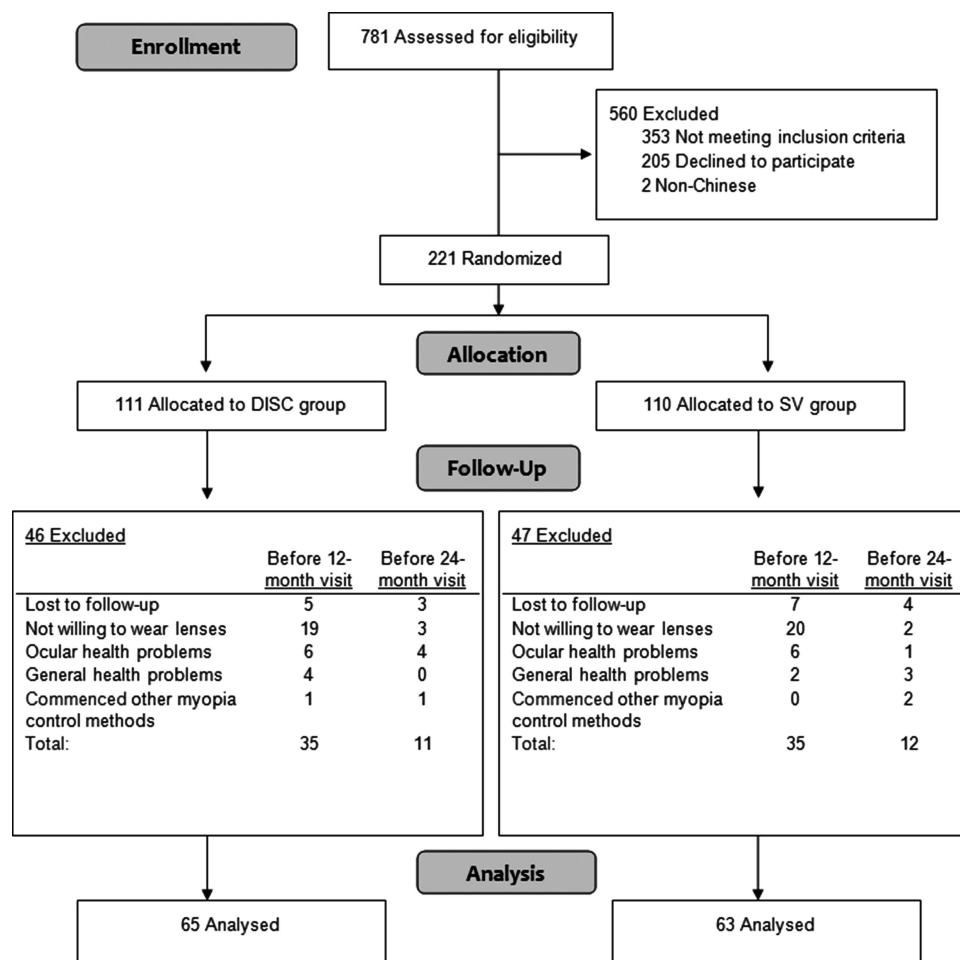 Enrollment
781 Assessed for eligibility
560 Excluded
353 Not meeting inclusion criteria
205 Declined to participate
2 Non-Chinese
221 Randomized
Allocation
111 Allocated to DISC group
110 Allocated to SV group
Follow-Up
46 Excluded
Before 12-month visit Before 24-month visit
Lost to follow-up 5 3
Not willing to wear lenses 19 3
Ocular health problems 6 4
General health problems 4 0
Commenced other myopia 1 1
control methods
Total: 35 11
47 Excluded
Before 12-month visit Before 24-month visit
Lost to follow-up 7 4
Not willing to wear lenses 20 2
Ocular health problems 6 1
General health problems 2 3
Commenced other myopia 0 2
control methods
Total: 35 12
Analysis
65 Analysed
63 Analysed